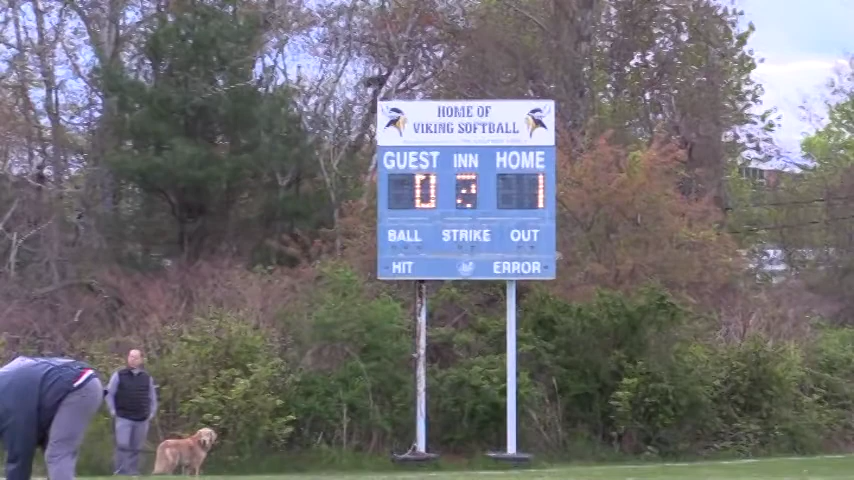 HOME OF
VIKING SOFTBALL
GUEST INN HOME
0 2 1
BALL STRIKE OUT
HIT ERROR